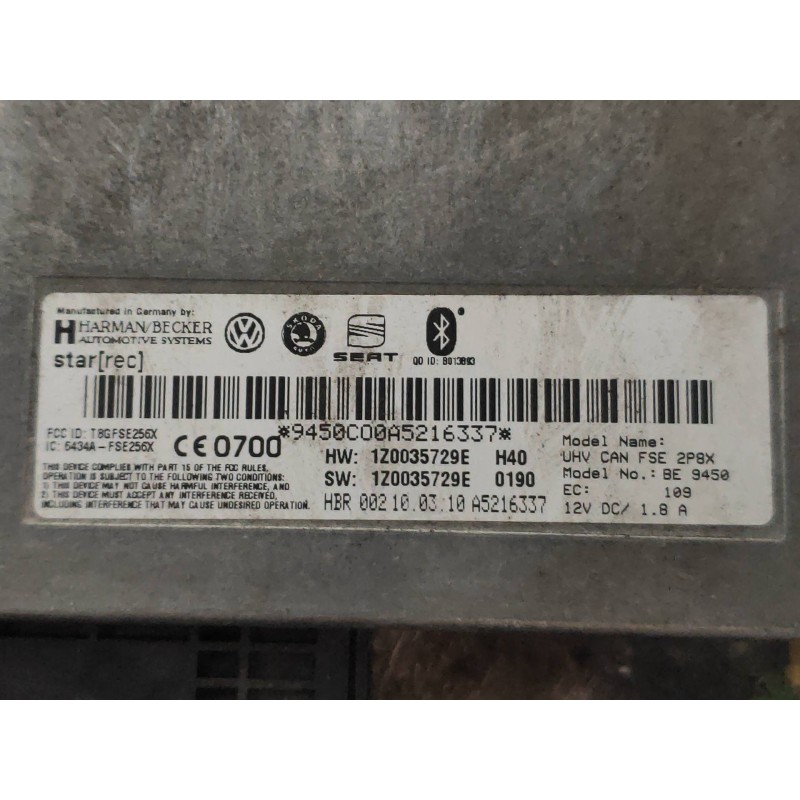 Manufactured in Germany by:
HARMAN/BECKER
AUTOMOTIVE SYSTEMS
star[rec]
ŠKODA
AUTO
SEAT
QD ID: B013893
*9450C00A5216337*
FCC ID: T8GFSE256X
IC: 6434A-FSE256X
CE 0700
THIS DEVICE COMPLIES WITH PART 15 OF THE FCC RULES.
OPERATION IS SUBJECT TO THE FOLLOWING TWO CONDITIONS:
1) THIS DEVICE MAY NOT CAUSE HARMFUL INTERFERENCE, AND
2) THIS DEVICE MUST ACCEPT ANY INTERFERENCE RECEIVED,
INCLUDING INTERFERENCE THAT MAY CAUSE UNDESIRED OPERATION.
HW: 1Z0035729E H40
SW: 1Z0035729E 0190
HBR 002 10.03.10 A5216337
Model Name:
UHV CAN FSE 2P8X
Model No.: BE 9450
EC: 109
12V DC/ 1.8 A